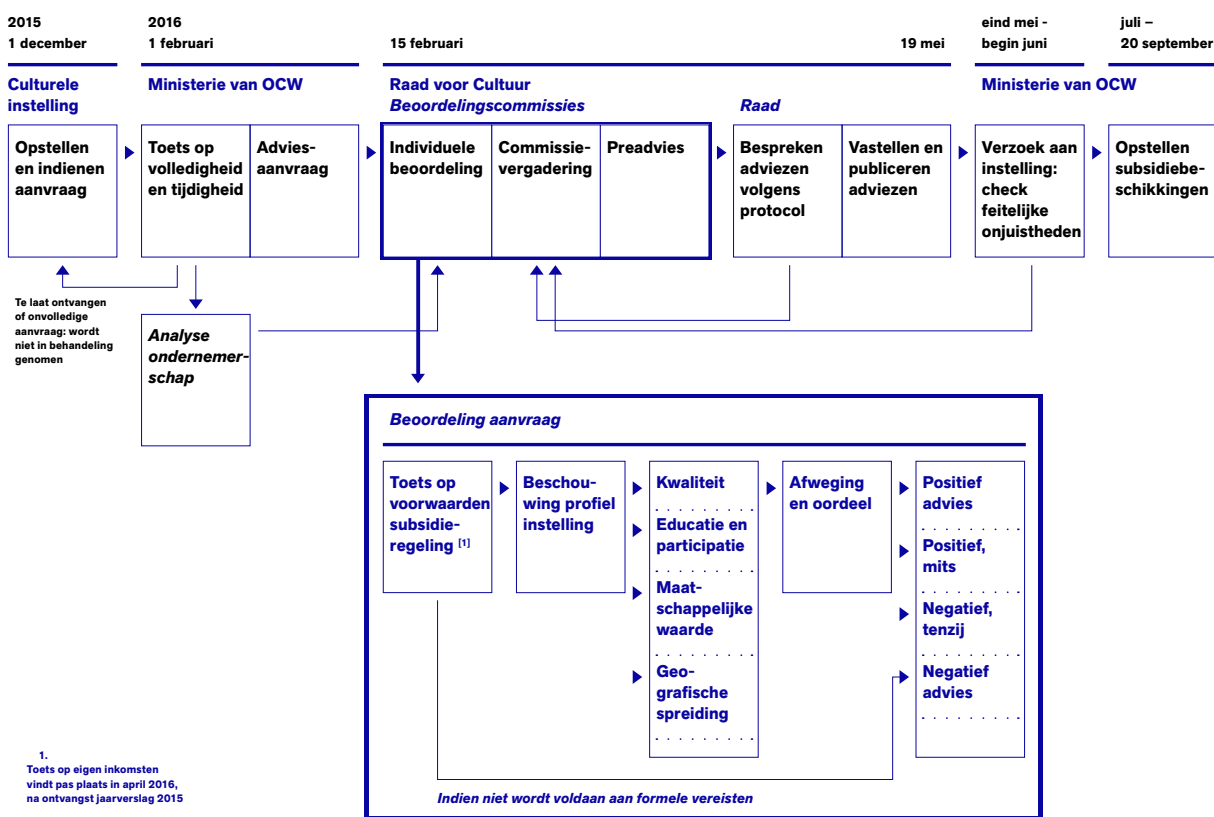 2015
1 december
2016
1 februari
15 februari
19 mei
eind mei -
begin juni
juli –
20 september
Culturele
instelling
Ministerie van OCW
Raad voor Cultuur
Beoordelingscommissies
Raad
Ministerie van OCW
Opstellen
en indienen
aanvraag
Toets op
volledigheid
en tijdigheid
Advies-
aanvraag
Individuele
beoordeling
Commissie-
vergadering
Preadvies
Bespreken
adviezen
volgens
protocol
Vastellen en
publiceren
adviezen
Verzoek aan
instelling:
check
feitelijke
onjuistheden
Opstellen
subsidiebe-
schikkingen
Te laat ontvangen
of onvolledige
aanvraag: wordt
niet in behandeling
genomen
Analyse
ondernemer-
schap
Beoordeling aanvraag
Toets op
voorwaarden
subsidie-
regeling [1]
Beschou-
wing profiel
instelling
Kwaliteit
Educatie en
participatie
Maat-
schappelijke
waarde
Geo-
grafische
spreiding
Afweging
en oordeel
Positief
advies
Positief,
mits
Negatief,
tenzij
Negatief
advies
Indien niet wordt voldaan aan formele vereisten
1.
Toets op eigen inkomsten
vindt pas plaats in april 2016,
na ontvangst jaarverslag 2015